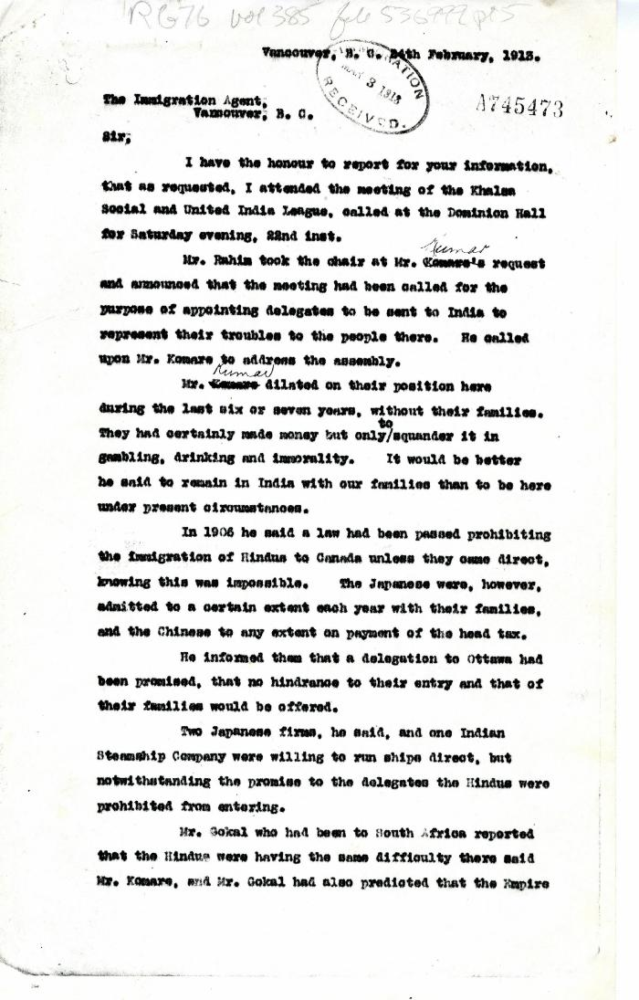 RG76 vol 385 file 536999 pt5
Vancouver, B. C. 24th February, 1913.
IMMIGRATION
MAR 3 1913
RECEIVED.
A745473
The Immigration Agent,
Vancouver, B. C.
Sir;
I have the honour to report for your information,
that as requested, I attended the meeting of the Khalsa
Social and United India League, called at the Dominion Hall
for Saturday evening, 22nd inst.
Kumar
Mr. Rahim took the chair at Mr. Komare's request
and announced that the meeting had been called for the
purpose of appointing delegates to be sent to India to
represent their troubles to the people there. He called
upon Mr. Komare to address the assembly.
Kumar
Mr. Komare dilated on their position here
during the last six or seven years, without their families.
to
They had certainly made money but only/squander it in
gambling, drinking and immorality. It would be better
he said to remain in India with our families than to be here
under present circumstances.
In 1906 he said a law had been passed prohibiting
the immigration of Hindus to Canada unless they came direct,
knowing this was impossible. The Japanese were, however,
admitted to a certain extent each year with their families,
and the Chinese to any extent on payment of the head tax.
He informed them that a delegation to Ottawa had
been promised, that no hindrance to their entry and that of
their families would be offered.
Two Japanese firms, he said, and one Indian
Steamship Company were willing to run ships direct, but
notwithstanding the promise to the delegates the Hindus were
prohibited from entering.
Mr. Gokal who had been to South Africa reported
that the Hindus were having the same difficulty there said
Mr. Komare, and Mr. Gokal had also predicted that the Empire